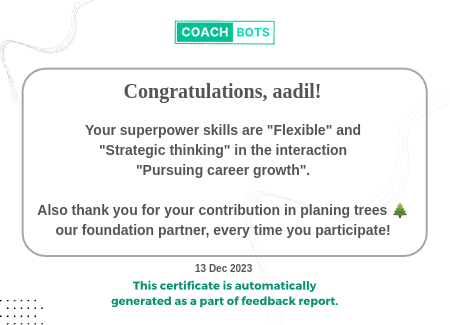 COACH BOTS
Congratulations, aadil!
Your superpower skills are "Flexible" and
"Strategic thinking" in the interaction
"Pursuing career growth".
Also thank you for your contribution in planing trees 🌲
our foundation partner, every time you participate!
13 Dec 2023
This certificate is automatically
generated as a part of feedback report.